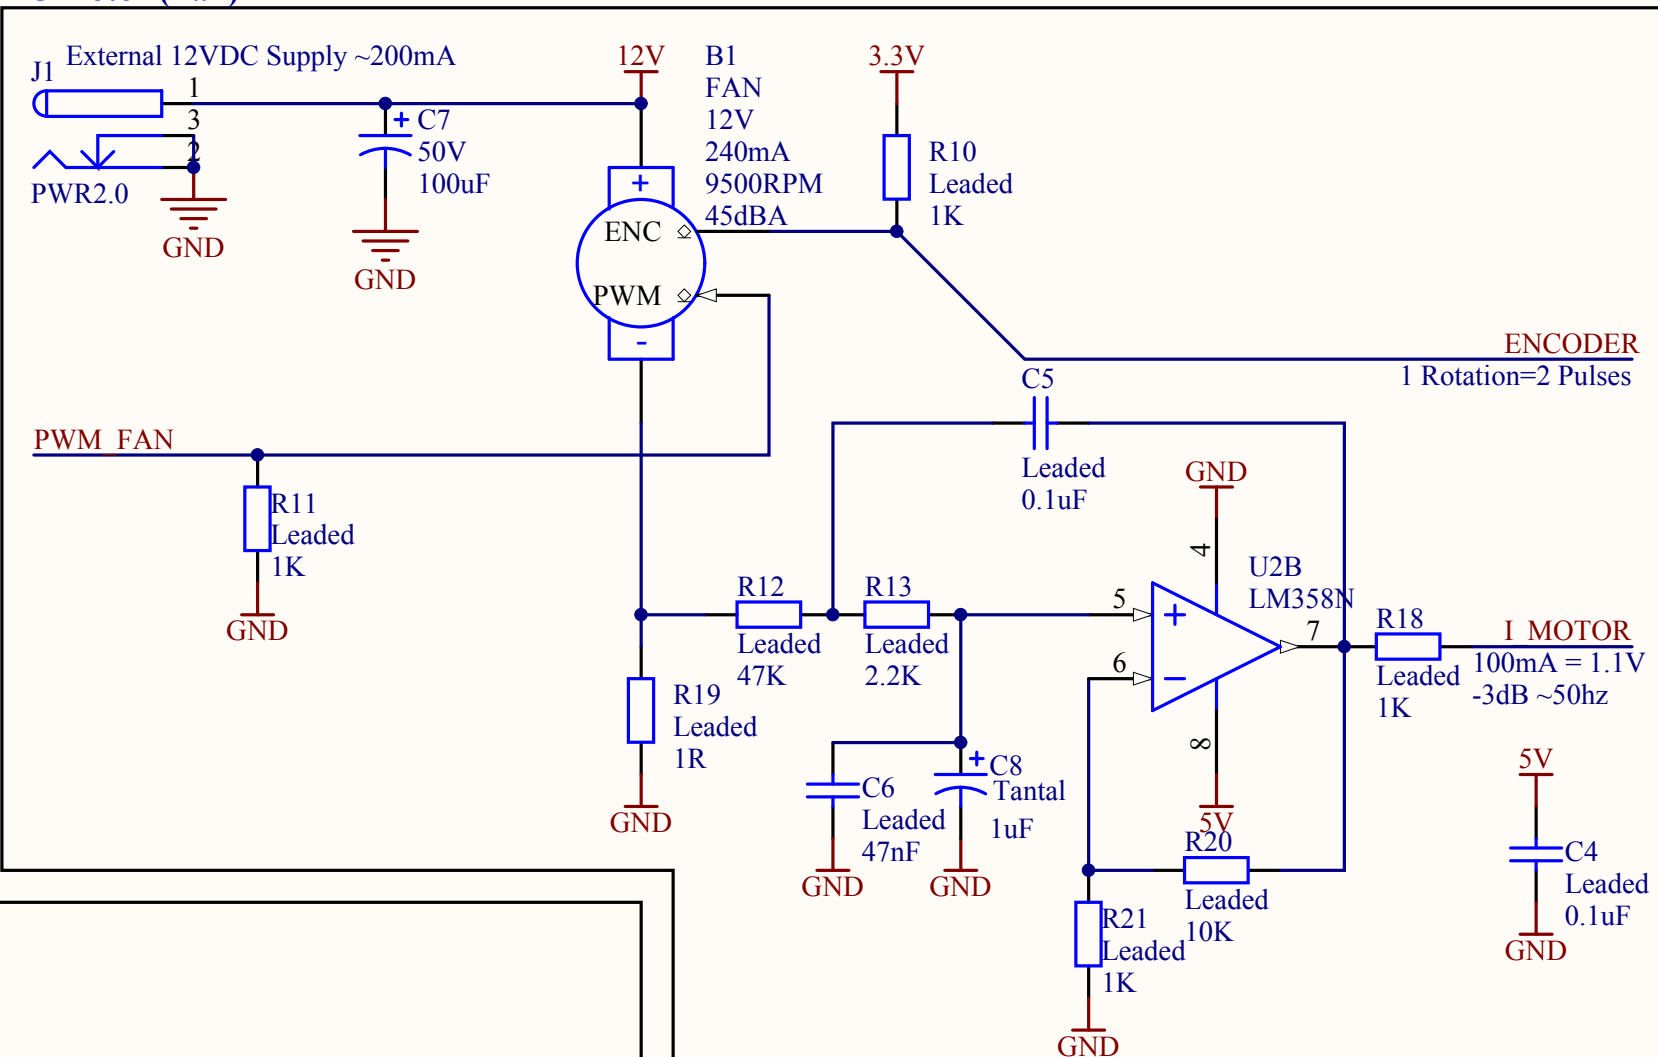 External 12VDC Supply ~200mA
J1
1
3
2
PWR2.0
GND
+
C7
50V
100uF
GND
12V
B1
FAN
12V
240mA
9500RPM
45dBA
+
ENC
PWM
-
3.3V
R10
Leaded
1K
ENCODER
1 Rotation=2 Pulses
PWM_FAN
R11
Leaded
1K
GND
C5
Leaded
0.1uF
GND
4
U2B
LM358N
5
+
6
−
7
8
5V
R12
Leaded
47K
R13
Leaded
2.2K
R18
Leaded
1K
I_MOTOR
100mA = 1.1V
-3dB ~50hz
R19
Leaded
1R
GND
C6
Leaded
47nF
GND
+
C8
Tantal
1uF
GND
R20
Leaded
10K
R21
Leaded
1K
GND
5V
C4
Leaded
0.1uF
GND